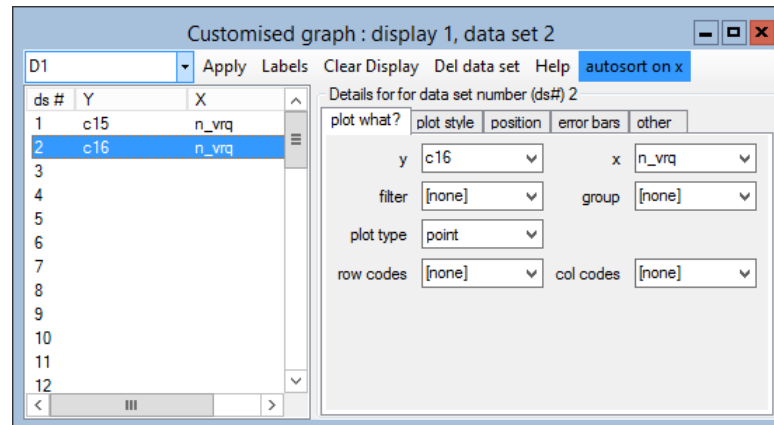 Customised graph : display 1, data set 2
D1 Apply Labels Clear Display Del data set Help autosort on x
ds # Y X
1 c15 n_vrq
2 c16 n_vrq
3
4
5
6
7
8
9
10
11
12
Details for for data set number (ds#) 2
plot what? plot style position error bars other
y c16 x n_vrq
filter [none] group [none]
plot type point
row codes [none] col codes [none]